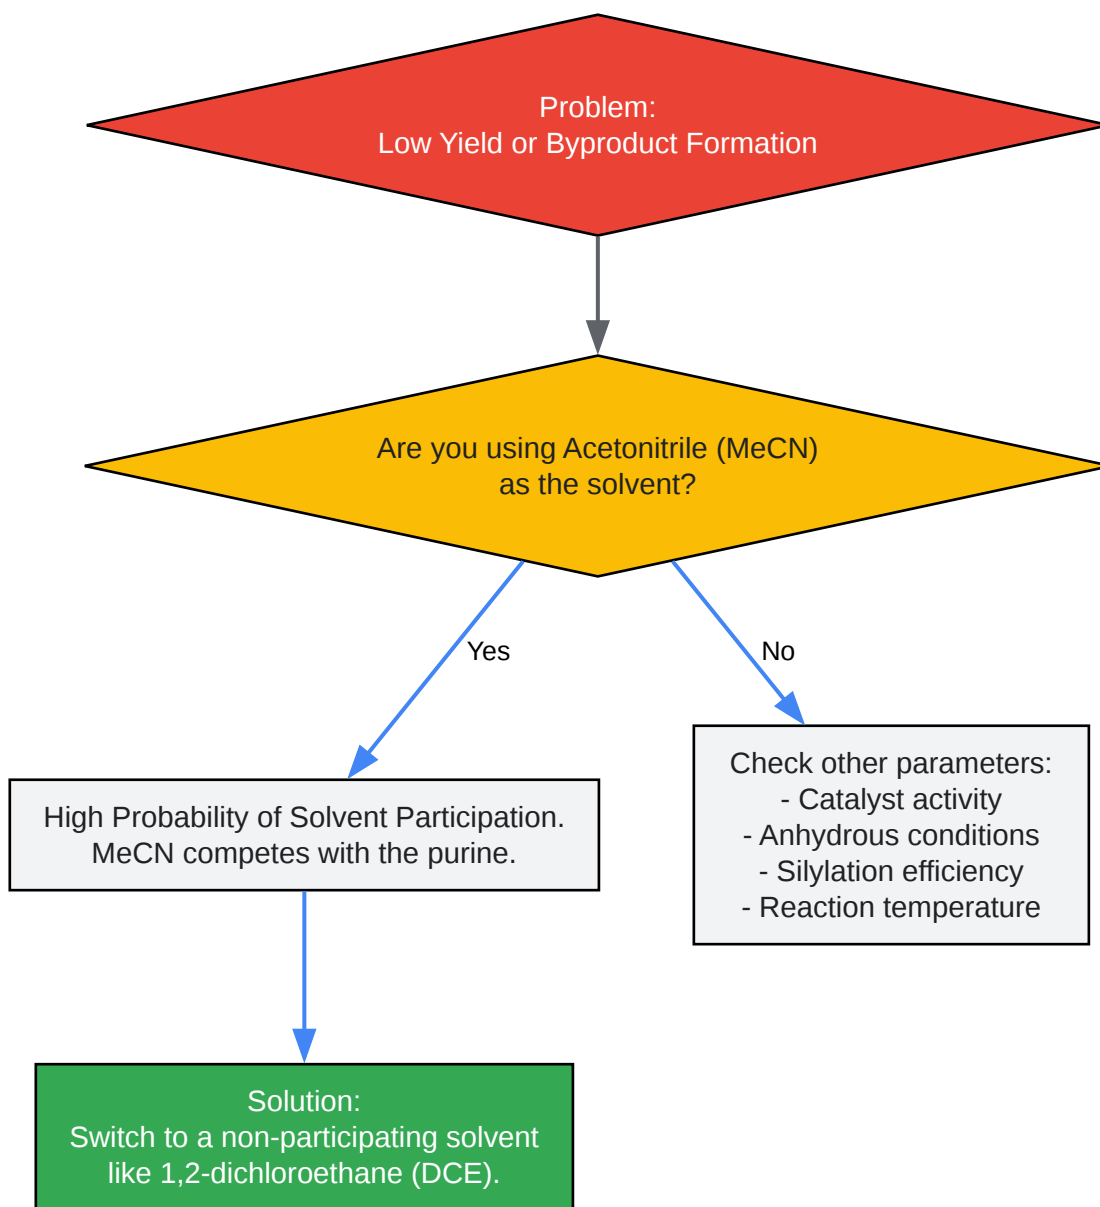 Problem:
Low Yield or Byproduct Formation
Are you using Acetonitrile (MeCN)
as the solvent?
Yes
No
Check other parameters:
- Catalyst activity
- Anhydrous conditions
- Silylation efficiency
- Reaction temperature
High Probability of Solvent Participation.
MeCN competes with the purine.
Solution:
Switch to a non-participating solvent
like 1,2-dichloroethane (DCE).